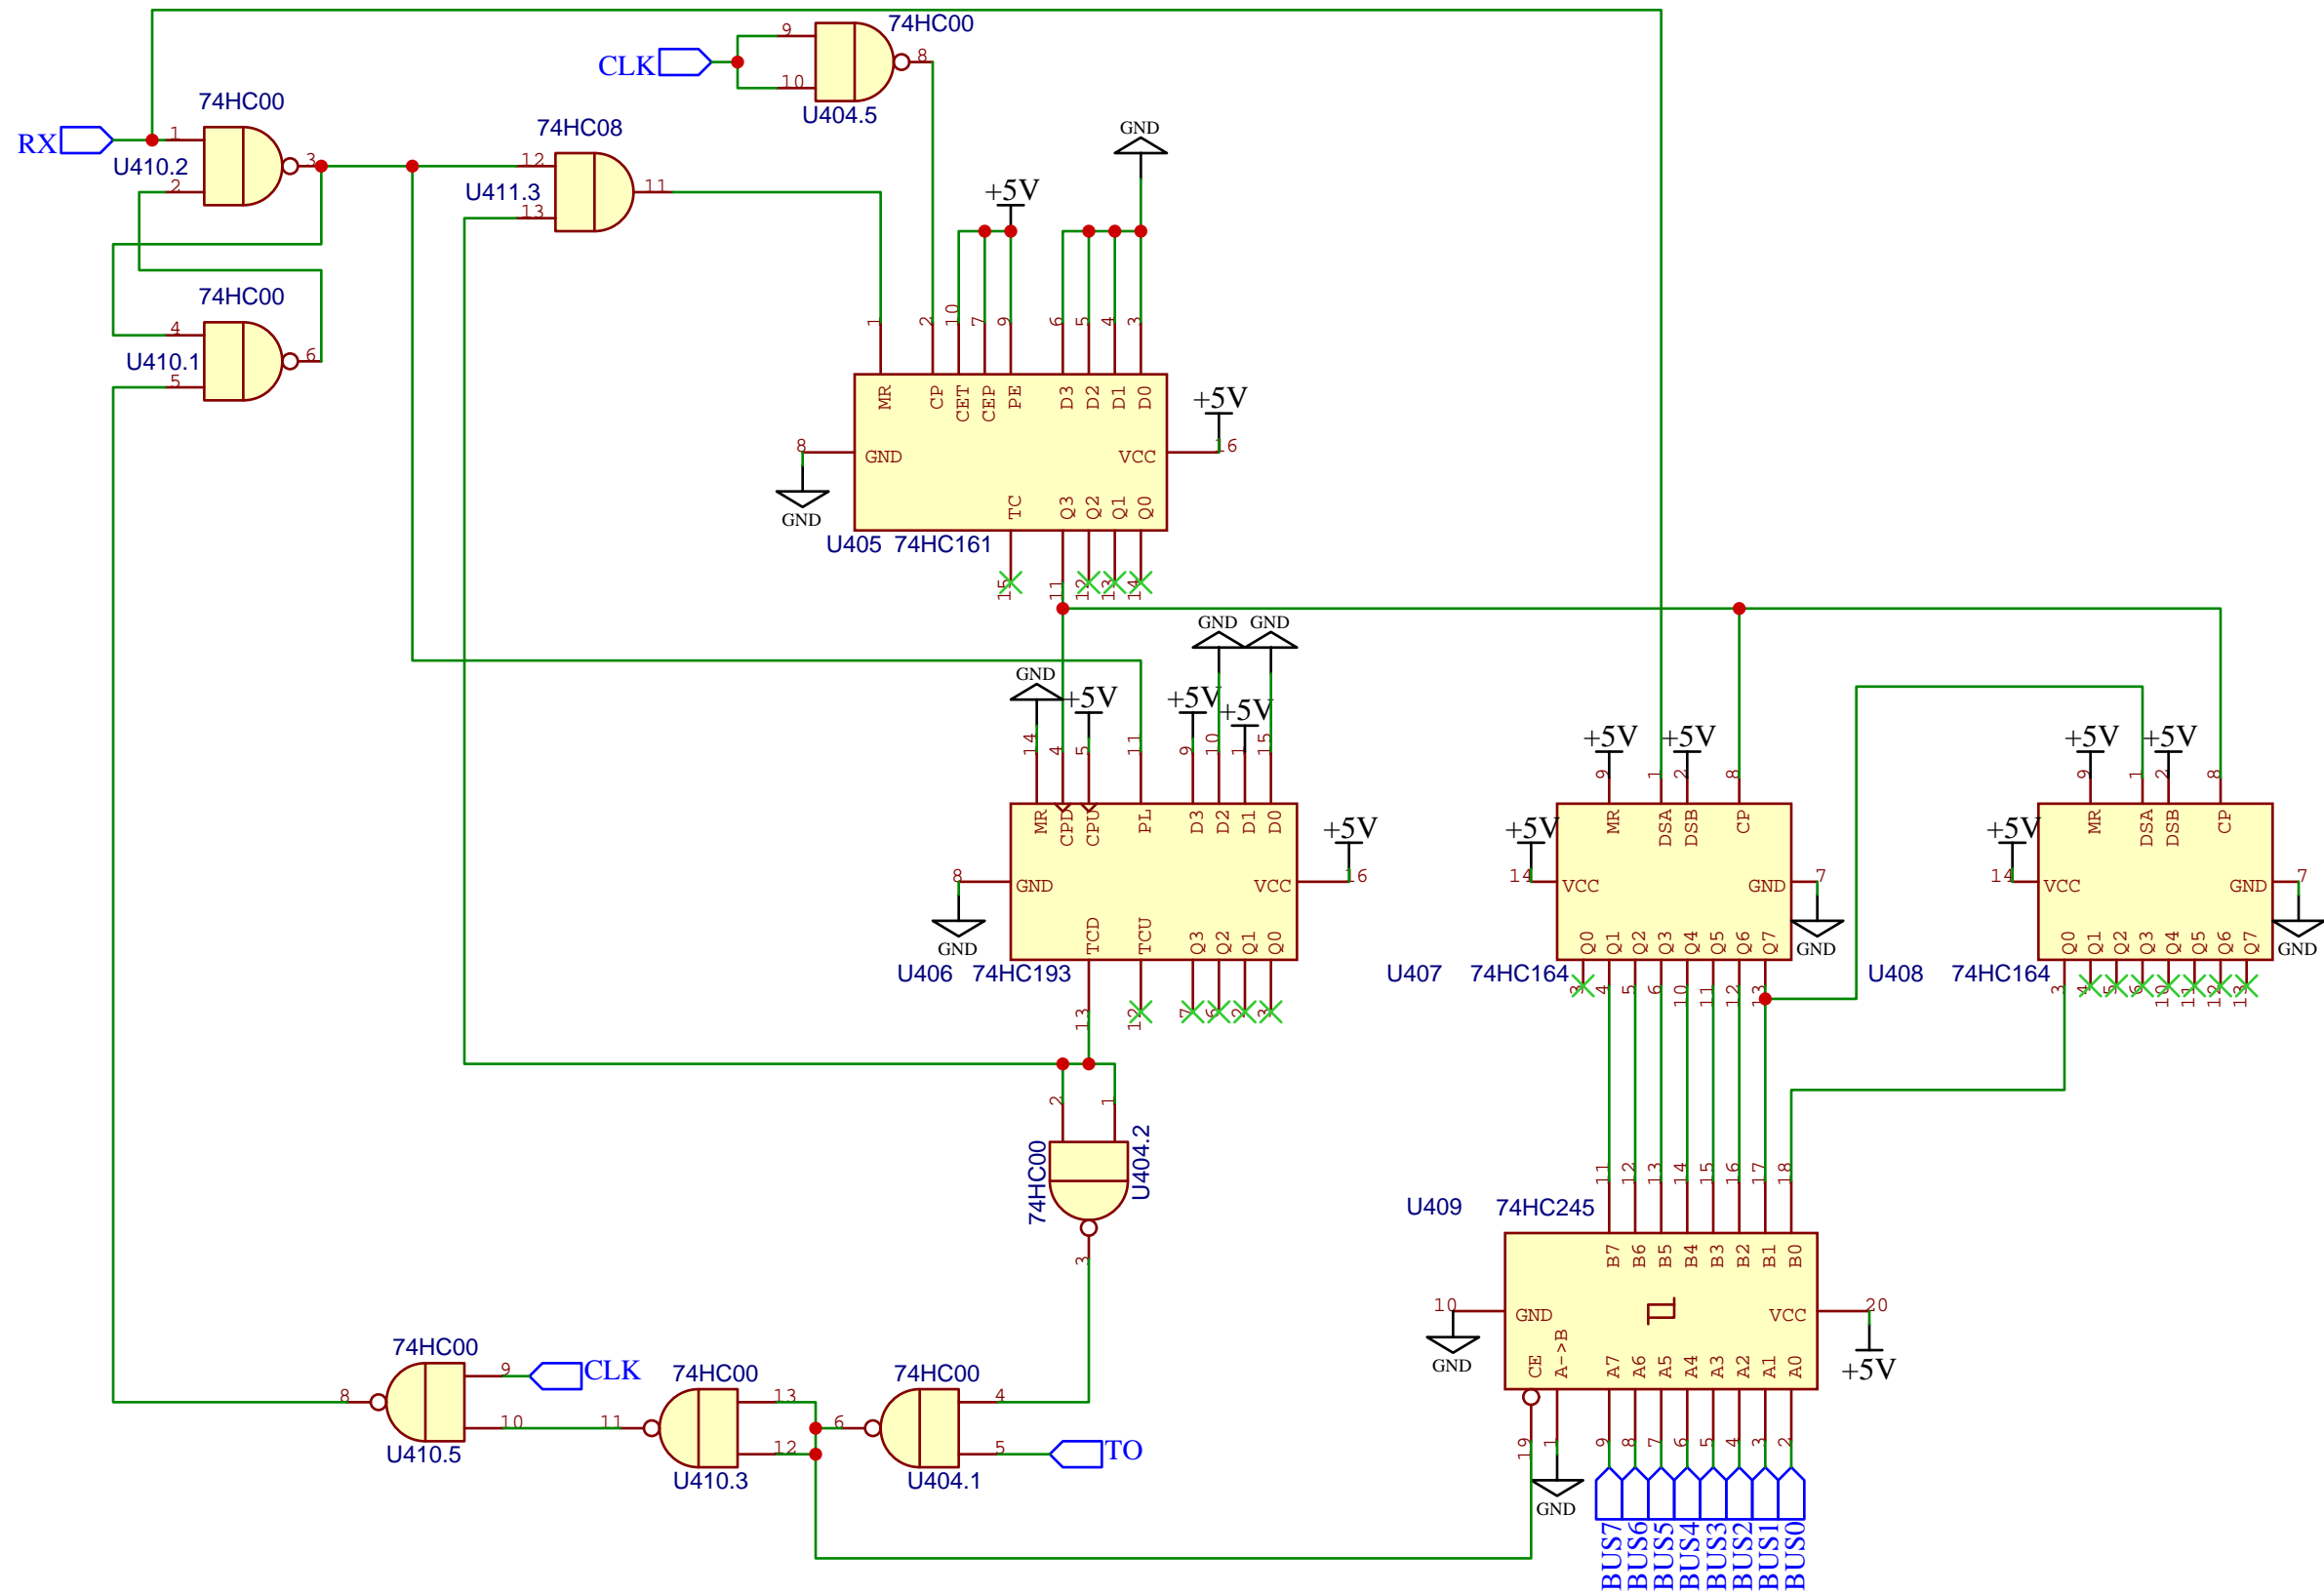 74HC00
CLK
9
10
8
U404.5
74HC00
RX
1
U410.2
2
3
74HC08
12
U411.3
13
11
GND
+5V
74HC00
4
U410.1
5
6
1
2
10
7
9
6
5
4
3
MR
CP
CET
CEP
PE
D3
D2
D1
D0
+5V
8
GND
VCC
16
GND
TC
Q3
Q2
Q1
Q0
U405 74HC161
15
11
12
13
14
GND
GND
GND
+5V
+5V
+5V
14
4
5
11
9
10
1
15
+5V
+5V
9
1
2
8
+5V
+5V
9
1
2
8
MR
CPD
CPU
PL
D3
D2
D1
D0
+5V
+5V
MR
DSA
DSB
CP
+5V
MR
DSA
DSB
CP
8
GND
VCC
16
14
VCC
GND
7
14
VCC
GND
7
GND
TCD
TCU
Q3
Q2
Q1
Q0
Q0
Q1
Q2
Q3
Q4
Q5
Q6
Q7
GND
Q0
Q1
Q2
Q3
Q4
Q5
Q6
Q7
GND
U406 74HC193
U407 74HC164
U408 74HC164
13
12
7
6
2
3
3
4
5
6
10
11
12
13
3
4
5
6
10
11
12
13
2
1
74HC00
U404.2
3
11
12
13
14
15
16
17
18
U409 74HC245
B7
B6
B5
B4
B3
B2
B1
B0
10
GND
VCC
20
GND
CE
A->B
A7
A6
A5
A4
A3
A2
A1
A0
+5V
74HC00
9
CLK
8
10
U410.5
74HC00
13
11
12
U410.3
74HC00
4
6
5
TO
U404.1
19
1
9
8
7
6
5
4
3
2
GND
BUS7
BUS6
BUS5
BUS4
BUS3
BUS2
BUS1
BUS0